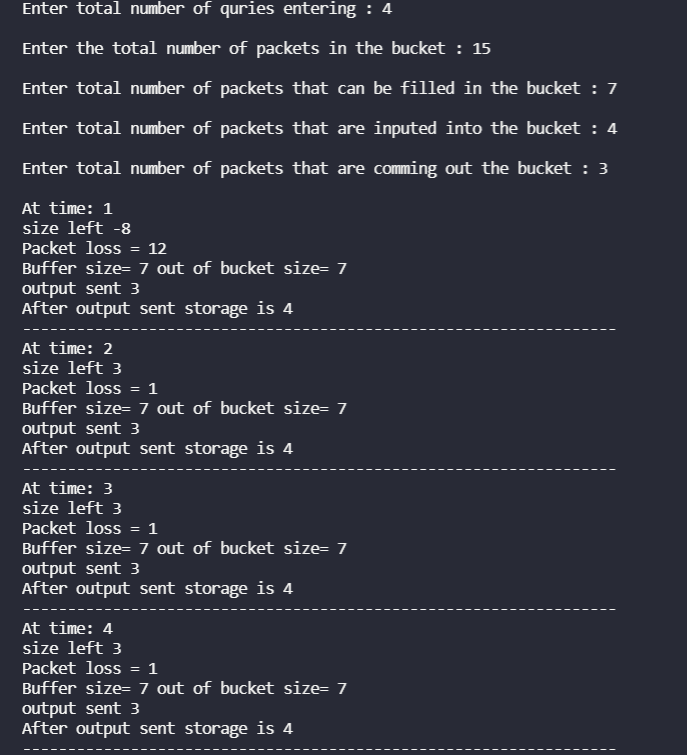 Enter total number of quries entering : 4
Enter the total number of packets in the bucket : 15
Enter total number of packets that can be filled in the bucket : 7
Enter total number of packets that are inputed into the bucket : 4
Enter total number of packets that are comming out the bucket : 3
At time: 1
size left -8
Packet loss = 12
Buffer size= 7 out of bucket size= 7
output sent 3
After output sent storage is 4
------------------------------------------------------------------
At time: 2
size left 3
Packet loss = 1
Buffer size= 7 out of bucket size= 7
output sent 3
After output sent storage is 4
------------------------------------------------------------------
At time: 3
size left 3
Packet loss = 1
Buffer size= 7 out of bucket size= 7
output sent 3
After output sent storage is 4
------------------------------------------------------------------
At time: 4
size left 3
Packet loss = 1
Buffer size= 7 out of bucket size= 7
output sent 3
After output sent storage is 4
------------------------------------------------------------------